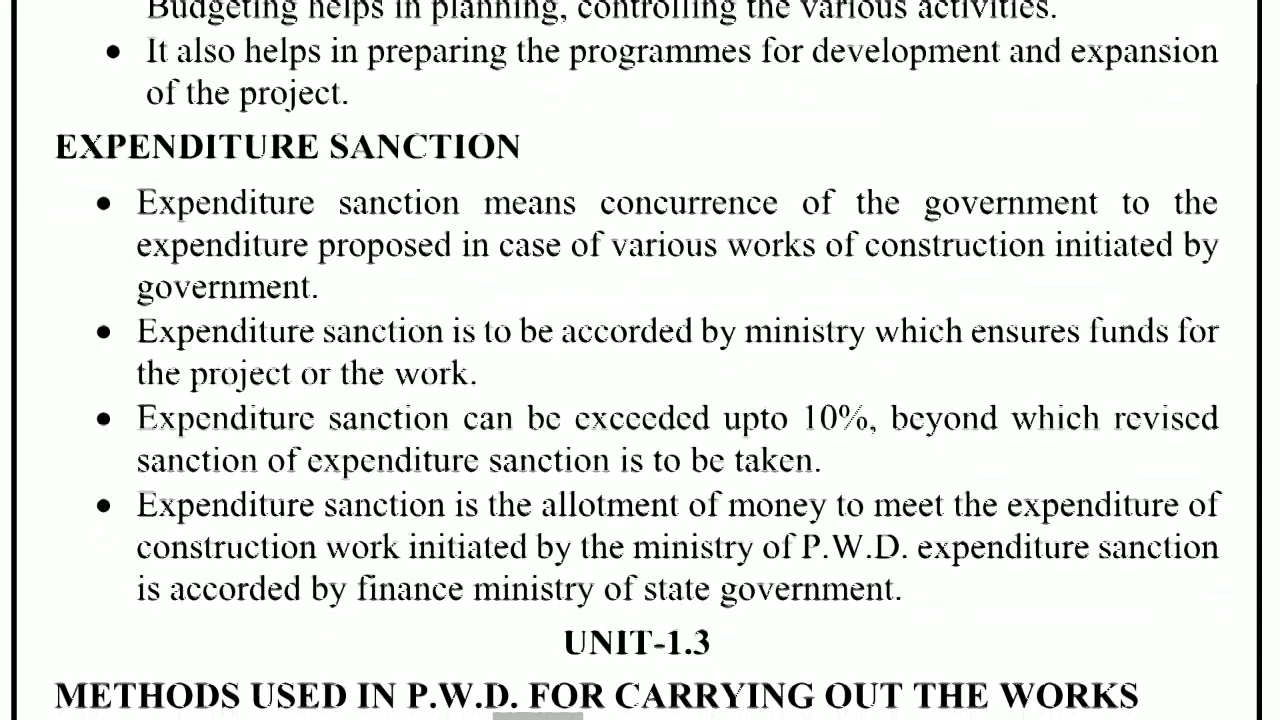 Budgeting helps in planning, controlling the various activities.
• It also helps in preparing the programmes for development and expansion
of the project.
EXPENDITURE SANCTION
• Expenditure sanction means concurrence of the government to the
expenditure proposed in case of various works of construction initiated by
government.
• Expenditure sanction is to be accorded by ministry which ensures funds for
the project or the work.
• Expenditure sanction can be exceeded upto 10%, beyond which revised
sanction of expenditure sanction is to be taken.
• Expenditure sanction is the allotment of money to meet the expenditure of
construction work initiated by the ministry of P.W.D. expenditure sanction
is accorded by finance ministry of state government.
UNIT-1.3
METHODS USED IN P.W.D. FOR CARRYING OUT THE WORKS